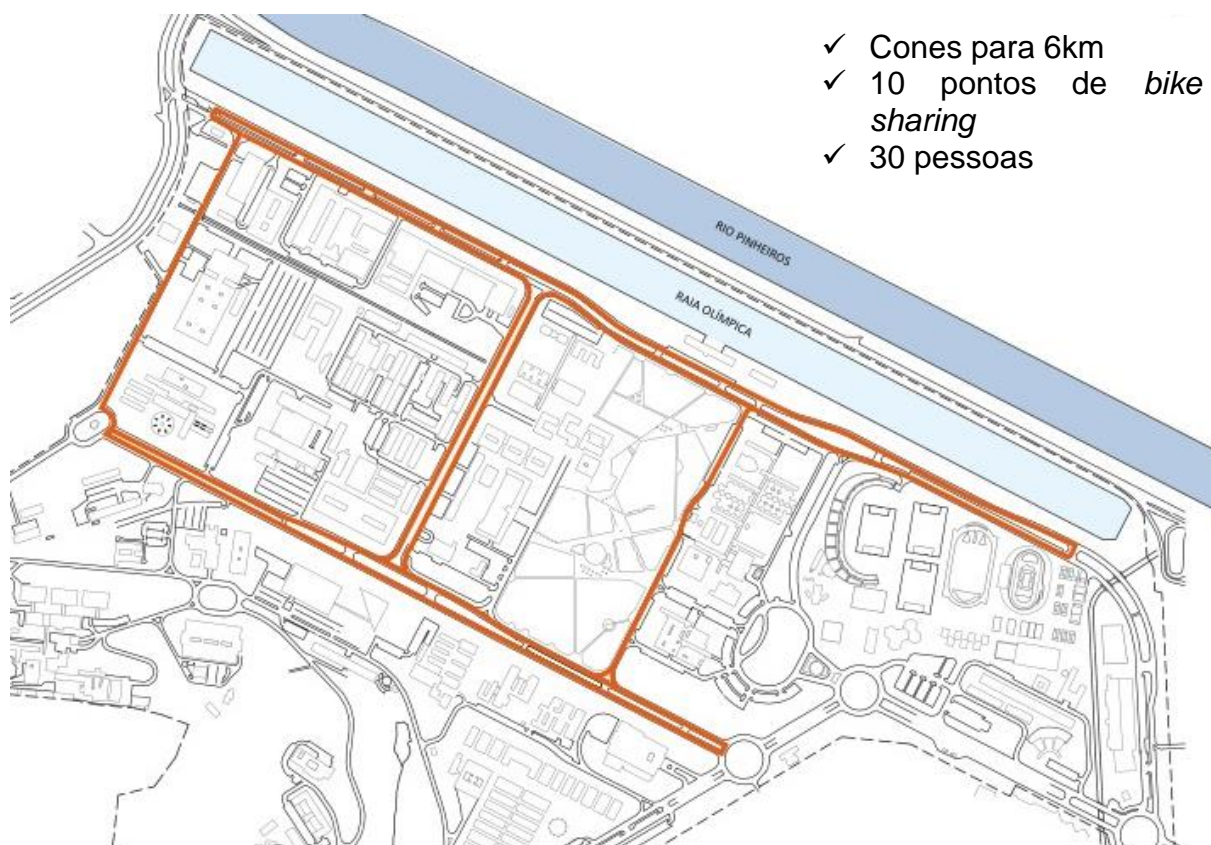 ✓ Cones para 6km
✓ 10 pontos de bike
sharing
✓ 30 pessoas
RIO PINHEIROS
RAIA OLÍMPICA